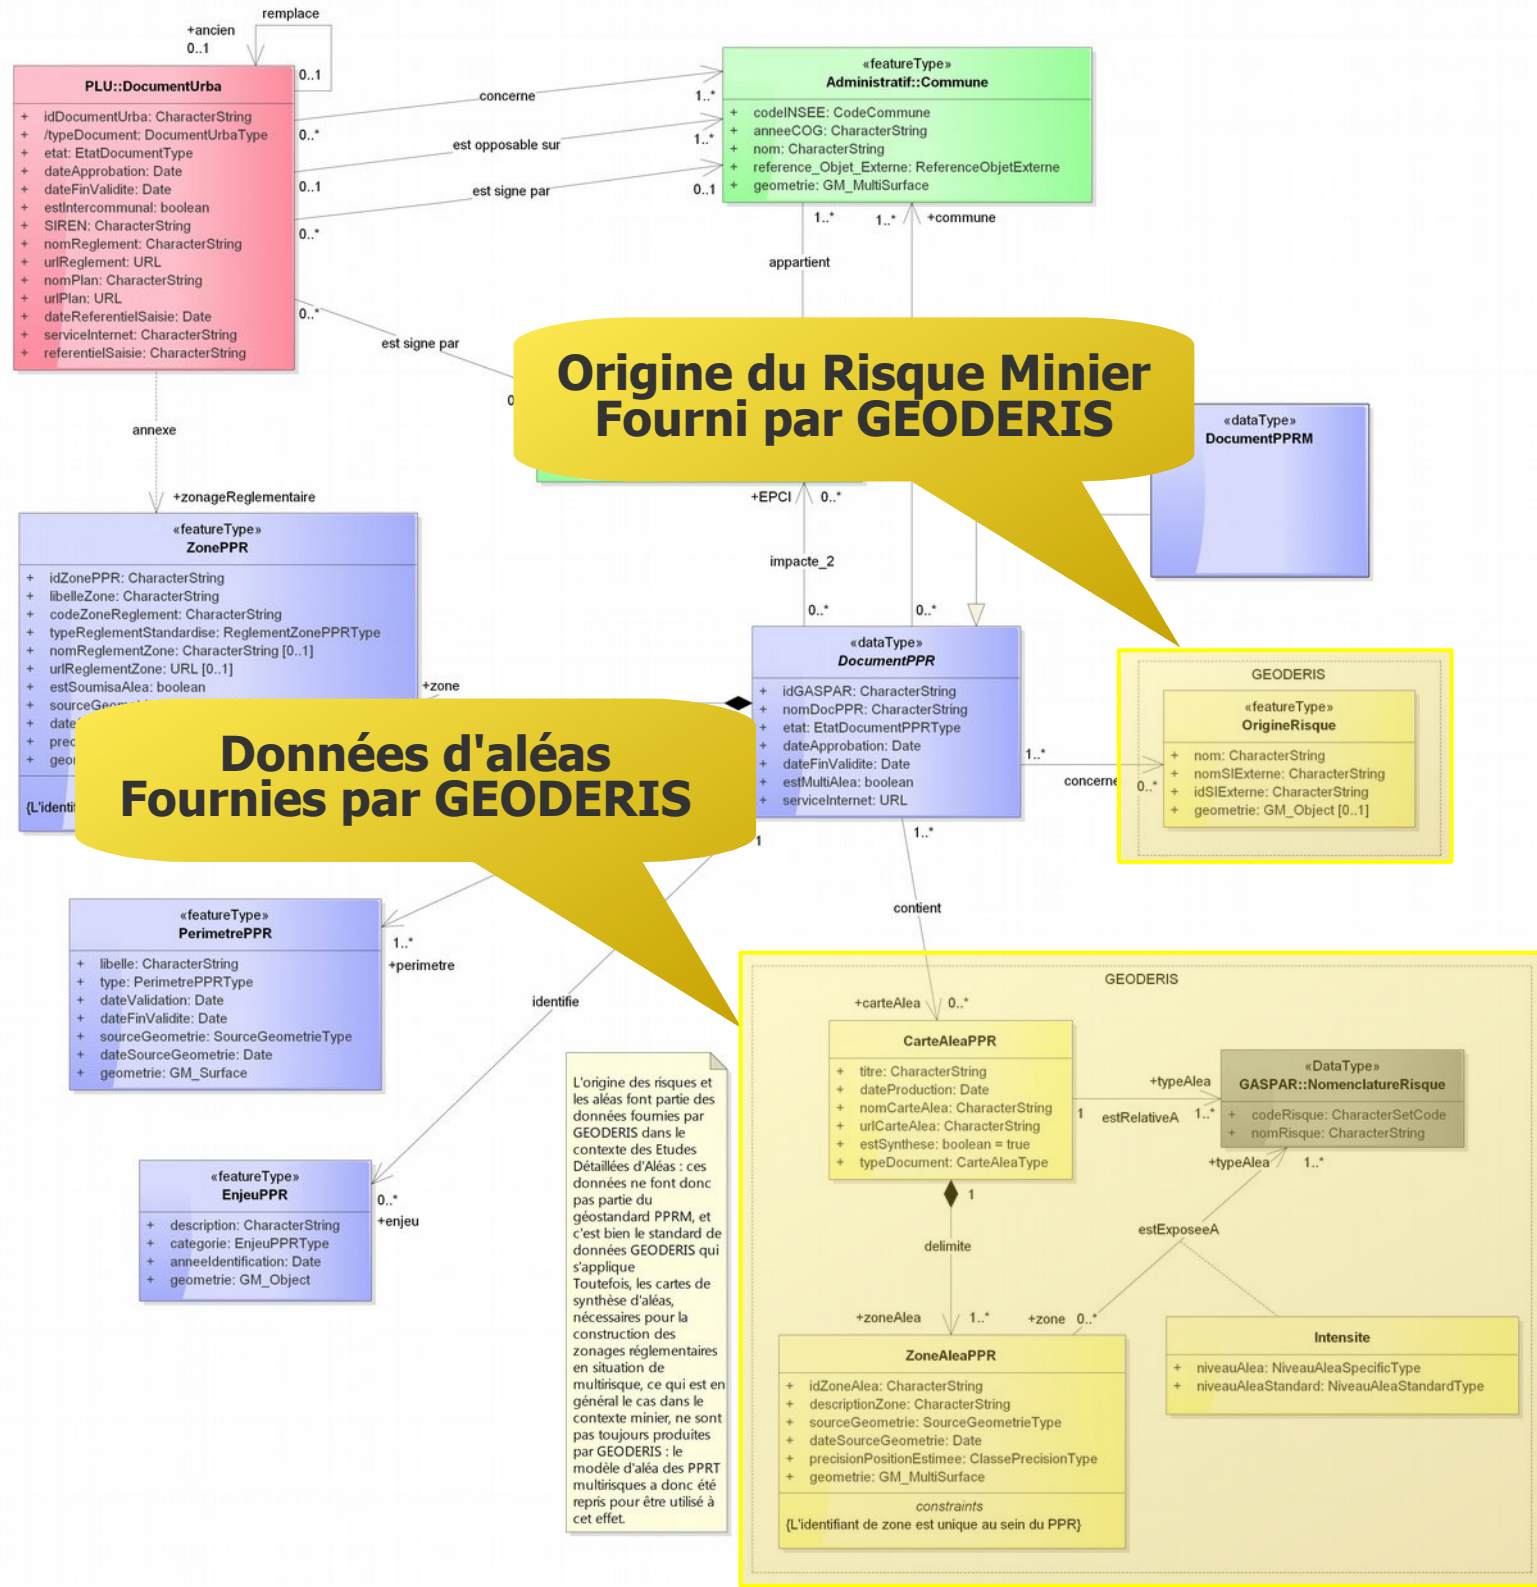 remplace
+ancien
0..1
0..1
PLU::DocumentUrba
+ idDocumentUrba: CharacterString
+ /typeDocument: DocumentUrbaType
+ etat: EtatDocumentType
+ dateApprobation: Date
+ dateFinValidite: Date
+ estIntercommunal: boolean
+ SIREN: CharacterString
+ nomReglement: CharacterString
+ urlReglement: URL
+ nomPlan: CharacterString
+ urlPlan: URL
+ dateReferentielSaisie: Date
+ serviceInternet: CharacterString
+ referentielSaisie: CharacterString
0..*
concerne
1..*
0..1
est opposable sur
1..*
0..*
est signe par
0..1
0..*
est signe par
«featureType»
Administratif::Commune
+ codeINSEE: CodeCommune
+ anneeCOG: CharacterString
+ nom: CharacterString
+ reference_Objet_Externe: ReferenceObjetExterne
+ geometrie: GM_MultiSurface
1..*
1..*
+commune
appartient
Origine du Risque Minier
Fourni par GEODERIS
«dataType»
DocumentPPRM
annexe
+zonageReglementaire
+EPCI
0..*
impacte_2
0..*
0..*
«featureType»
ZonePPR
+ idZonePPR: CharacterString
+ libelleZone: CharacterString
+ codeZoneReglement: CharacterString
+ typeReglementStandardise: ReglementZonePPRType
+ nomReglementZone: CharacterString [0..1]
+ urlReglementZone: URL [0..1]
+ estSoumisaAlea: boolean
+zone
«dataType»
DocumentPPR
+ idGASPAR: CharacterString
+ nomDocPPR: CharacterString
+ etat: EtatDocumentPPRType
+ dateApprobation: Date
+ dateFinValidite: Date
+ estMultiAlea: boolean
+ serviceInternet: URL
1..*
concerne
0..*
GEODERIS
«featureType»
OrigineRisque
+ nom: CharacterString
+ nomSIExterne: CharacterString
+ idSIExterne: CharacterString
+ geometrie: GM_Object [0..1]
Données d'aléas
Fournies par GEODERIS
1
1..*
contient
«featureType»
PerimetrePPR
+ libelle: CharacterString
+ type: PerimetrePPRType
+ dateValidation: Date
+ dateFinValidite: Date
+ sourceGeometrie: SourceGeometrieType
+ dateSourceGeometrie: Date
+ geometrie: GM_Surface
1..*
+perimetre
identifie
«featureType»
EnjeuPPR
+ description: CharacterString
+ categorie: EnjeuPPRType
+ anneeIdentification: Date
+ geometrie: GM_Object
0..*
+enjeu
L'origine des risques et
les aléas font partie des
données fournies par
GEODERIS dans le
contexte des Etudes
Détaillées d'Aléas : ces
données ne font donc
pas partie du
géostandard PPRM, et
c'est bien le standard de
données GEODERIS qui
s'applique
Toutefois, les cartes de
synthèse d'aléas,
nécessaires pour la
construction des
zonages réglementaires
en situation de
multirisque, ce qui est en
général le cas dans le
contexte minier, ne sont
pas toujours produites
par GEODERIS : le
modèle d'aléa des PPRT
multirisques a donc été
repris pour être utilisé à
cet effet.
GEODERIS
+carteAlea
0..*
CarteAleaPPR
+ titre: CharacterString
+ dateProduction: Date
+ nomCarteAlea: CharacterString
+ urlCarteAlea: CharacterString
+ estSynthese: boolean = true
+ typeDocument: CarteAleaType
+typeAlea
1
estRelativeA
1..*
«DataType»
GASPAR::NomenclatureRisque
+ codeRisque: CharacterSetCode
+ nomRisque: CharacterString
+typeAlea
1..*
1
delimite
estExposeeA
+zoneAlea
1..*
+zone
0..*
ZoneAleaPPR
+ idZoneAlea: CharacterString
+ descriptionZone: CharacterString
+ sourceGeometrie: SourceGeometrieType
+ dateSourceGeometrie: Date
+ precisionPositionEstimee: ClassePrecisionType
+ geometrie: GM_MultiSurface
constraints
{L'identifiant de zone est unique au sein du PPR}
Intensite
+ niveauAlea: NiveauAleaSpecificType
+ niveauAleaStandard: NiveauAleaStandardType